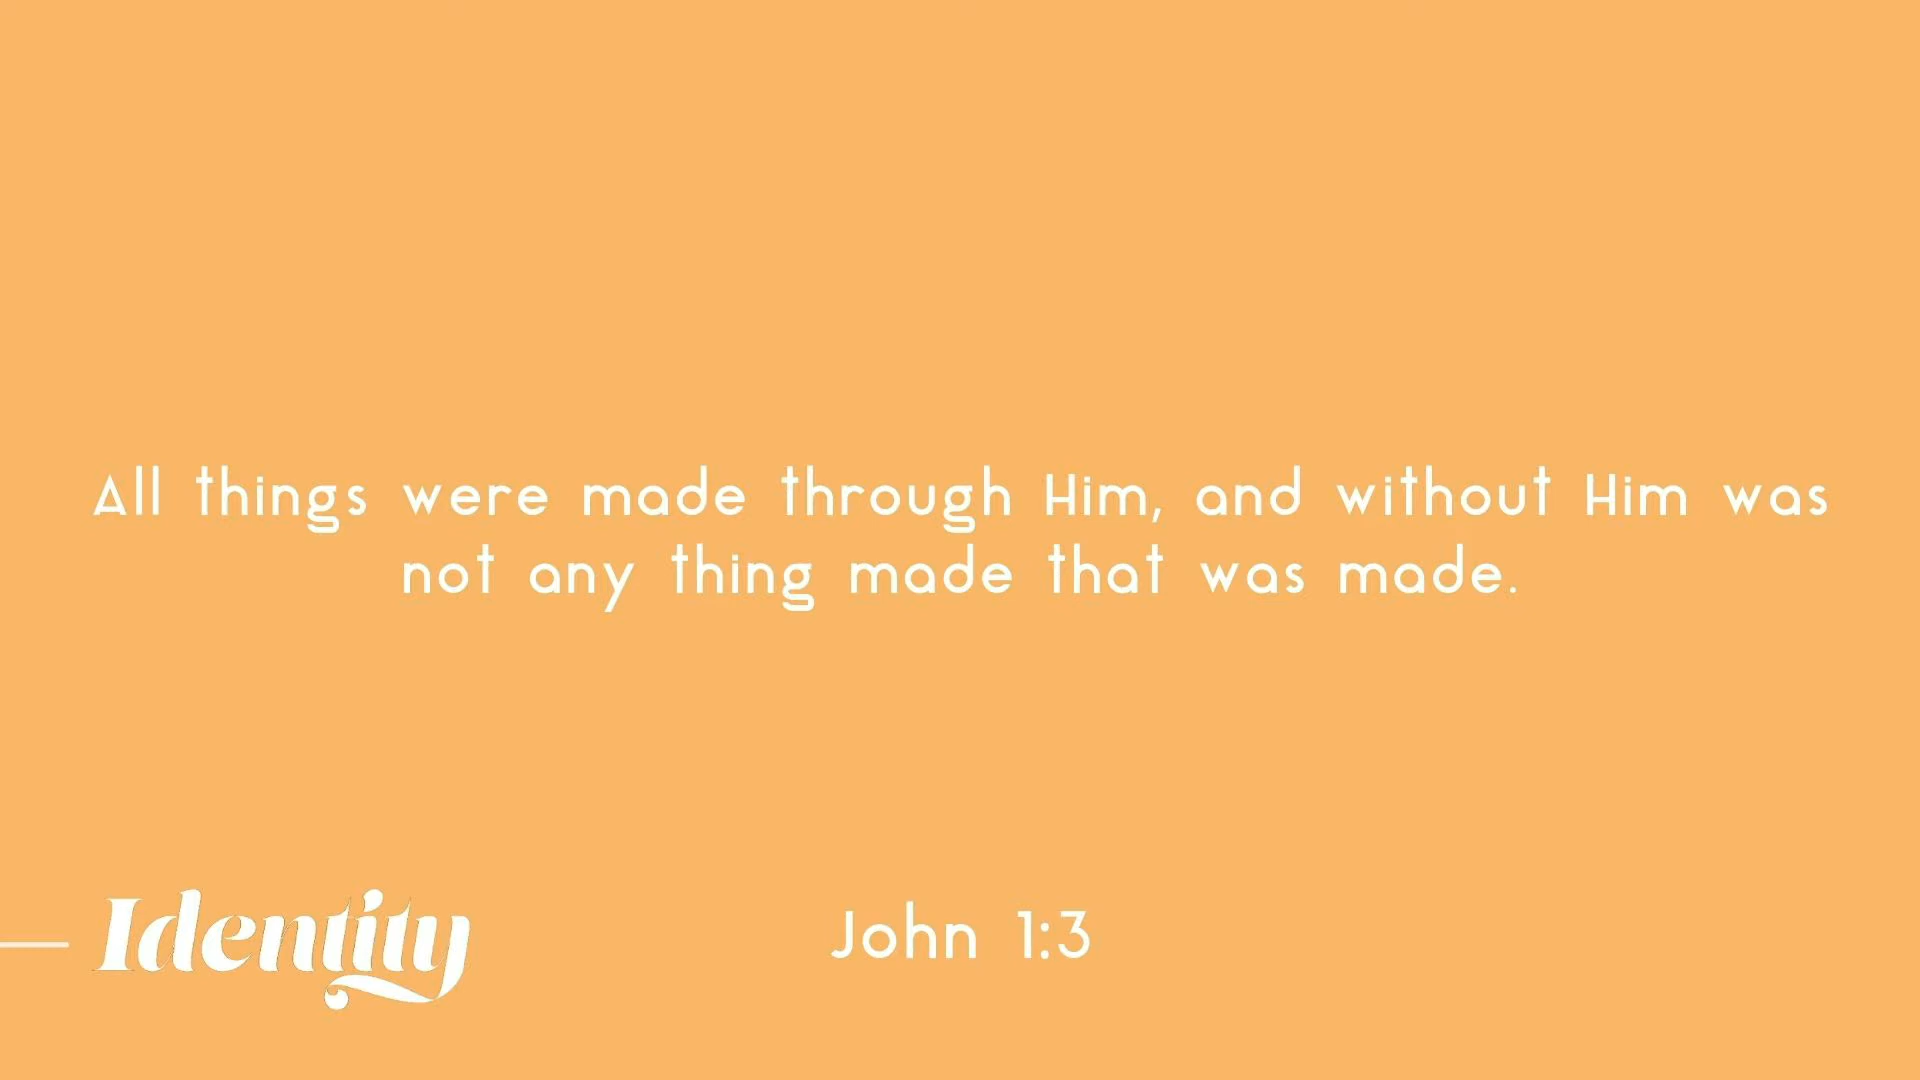 All things were made through Him, and without Him was
not any thing made that was made.
Identity
John 1:3